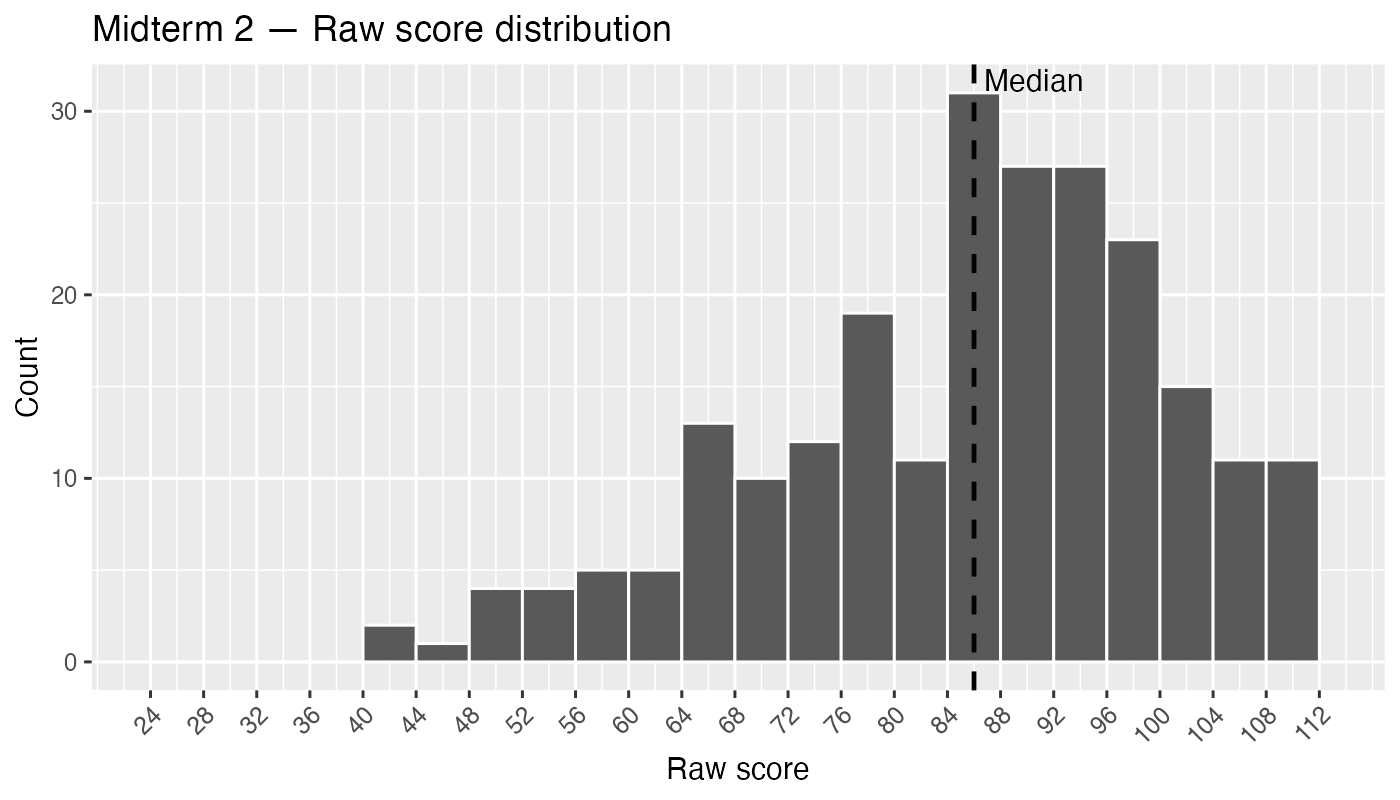 Midterm 2 — Raw score distribution
Median
30
20
10
0
Count
24 28 32 36 40 44 48 52 56 60 64 68 72 76 80 84 88 92 96 100 104 108 112
Raw score